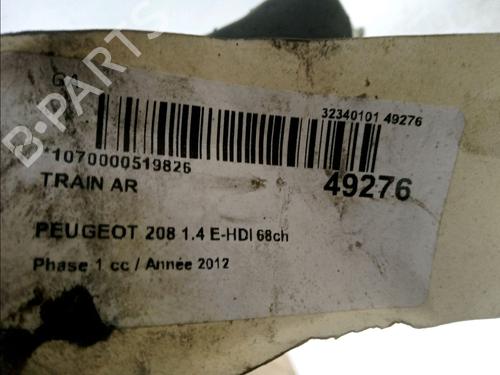 B-PARTS
32340101 49276
*1070000519826
TRAIN AR
49276
PEUGEOT 208 1.4 E-HDI 68ch
Phase 1 cc / Année 2012